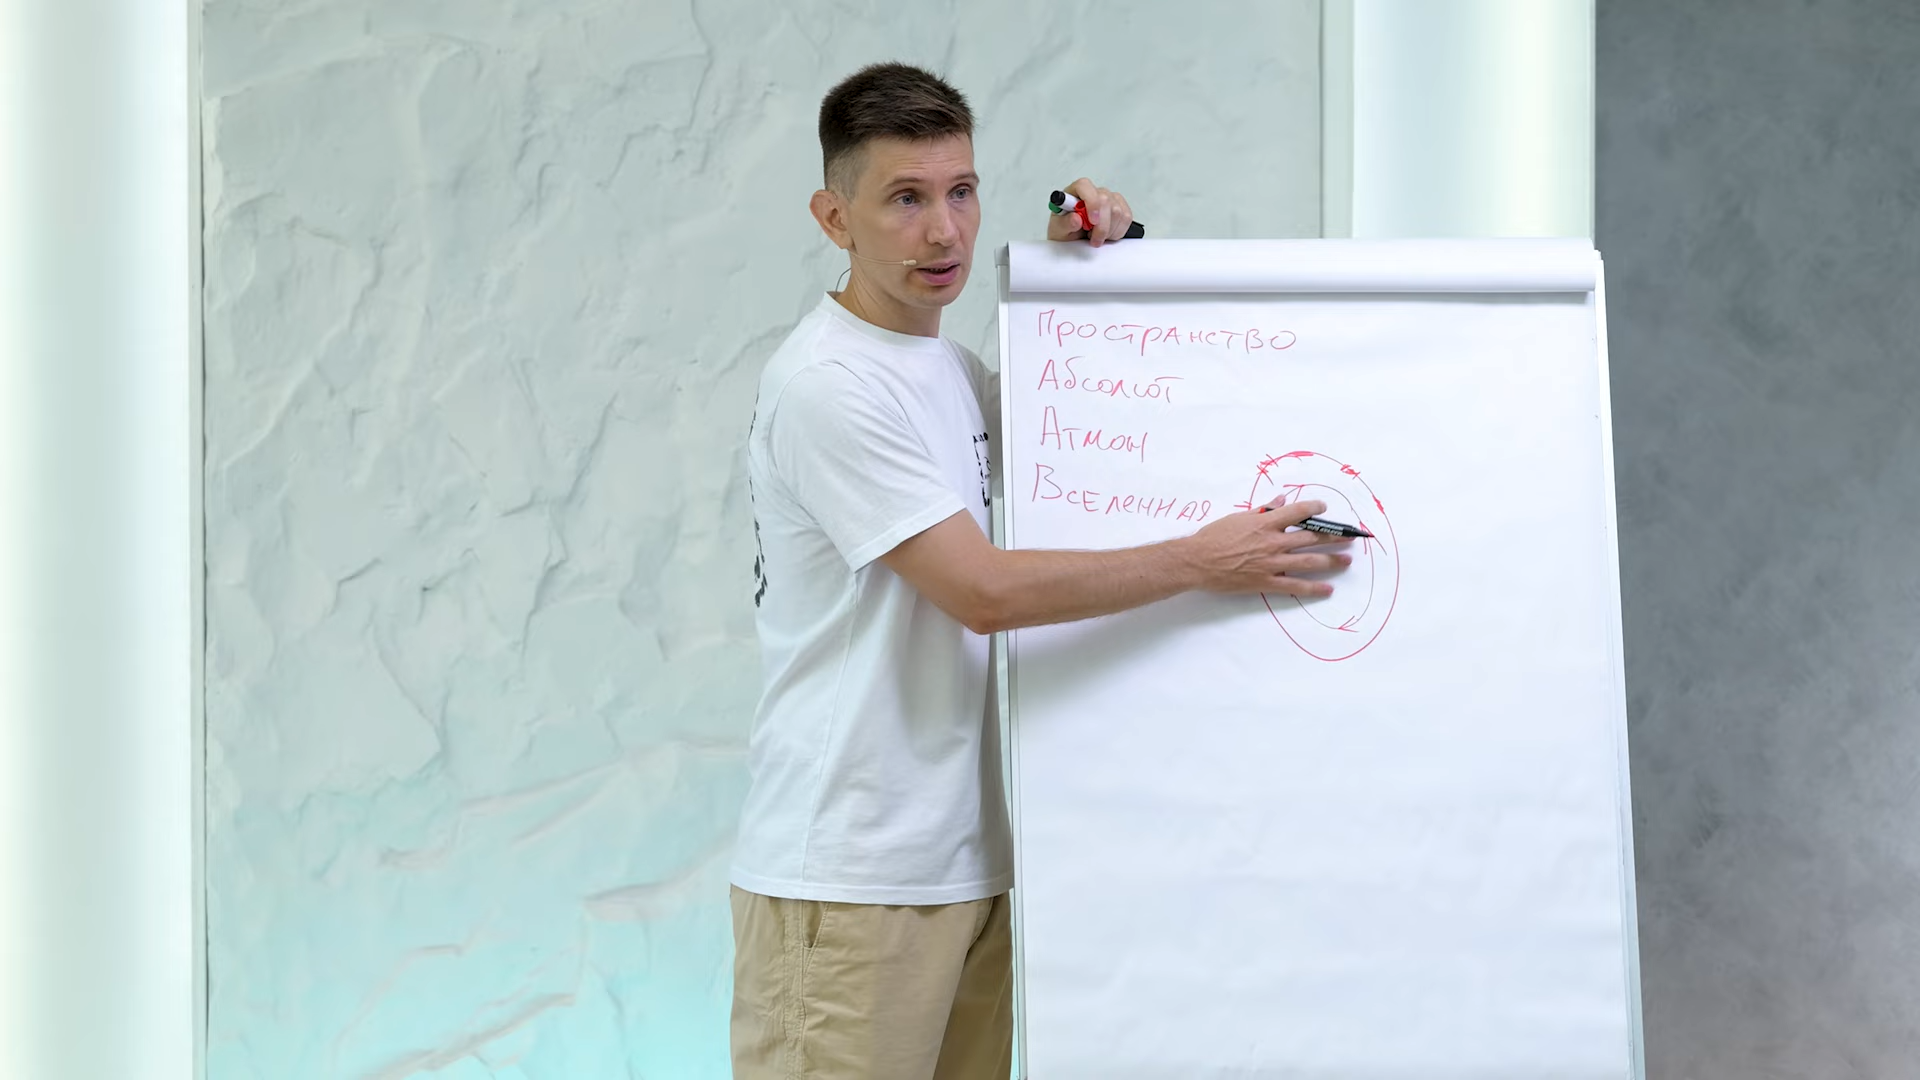 Пространство
Абсолют
Атман
Вселенная